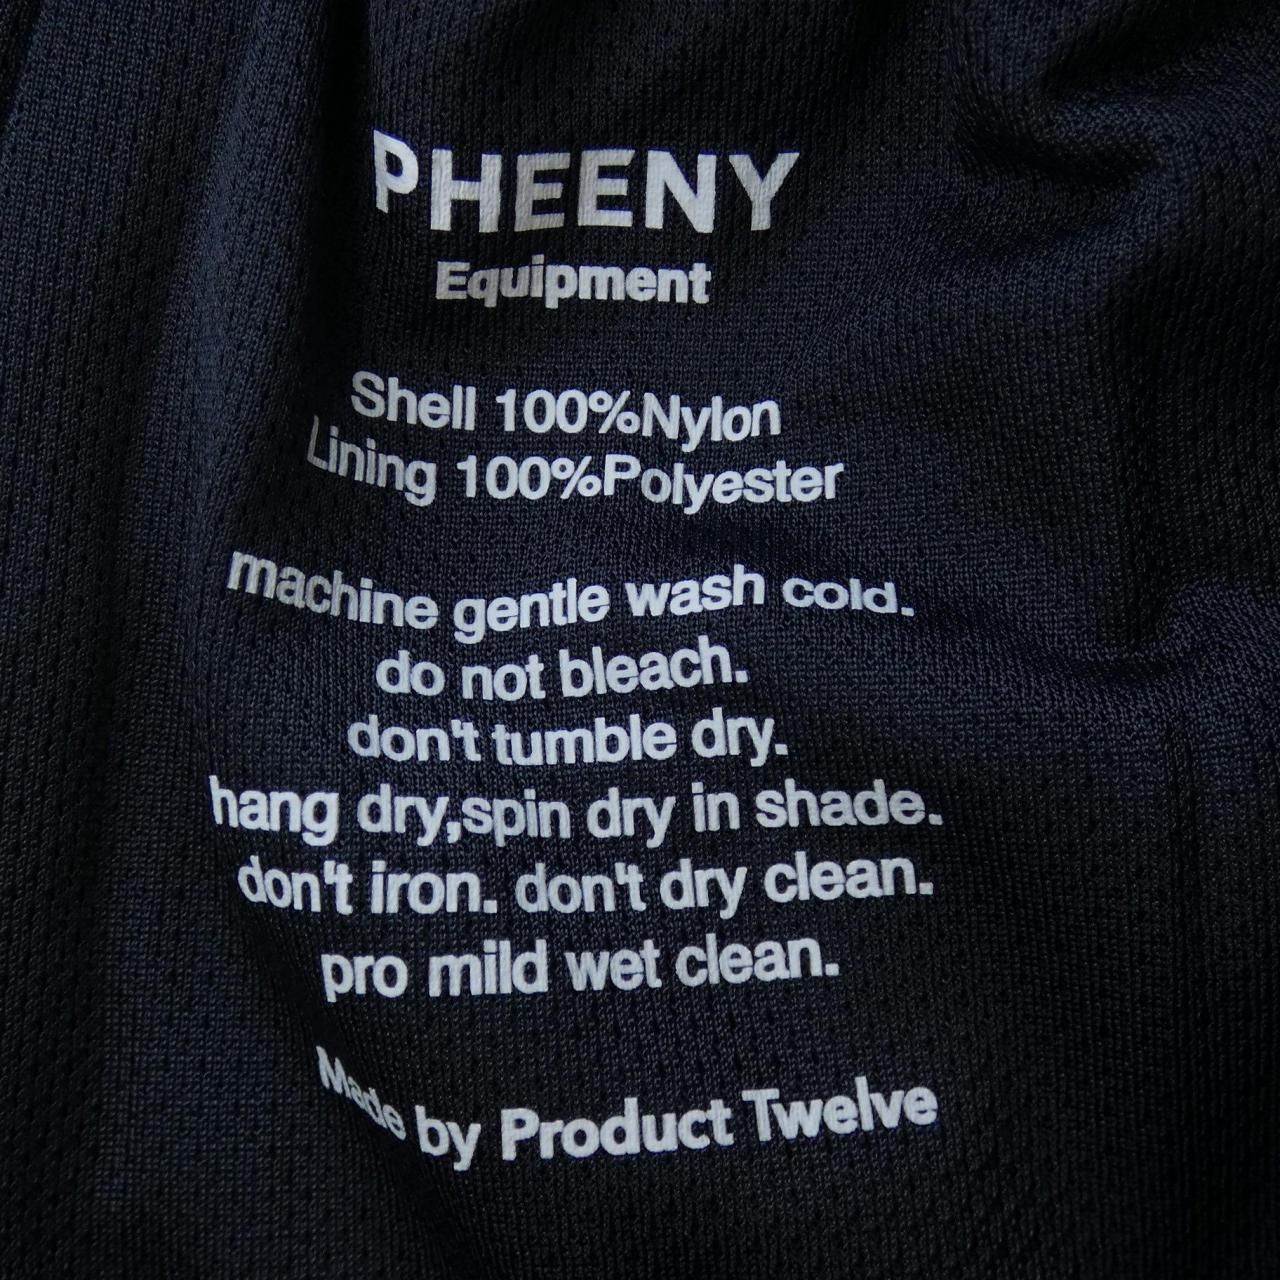 PHEENY
Equipment
Shell 100%Nylon
Lining 100%Polyester
machine gentle wash cold.
do not bleach.
don't tumble dry.
hang dry,spin dry in shade.
don't iron. don't dry clean.
pro mild wet clean.
Made by Product Twelve